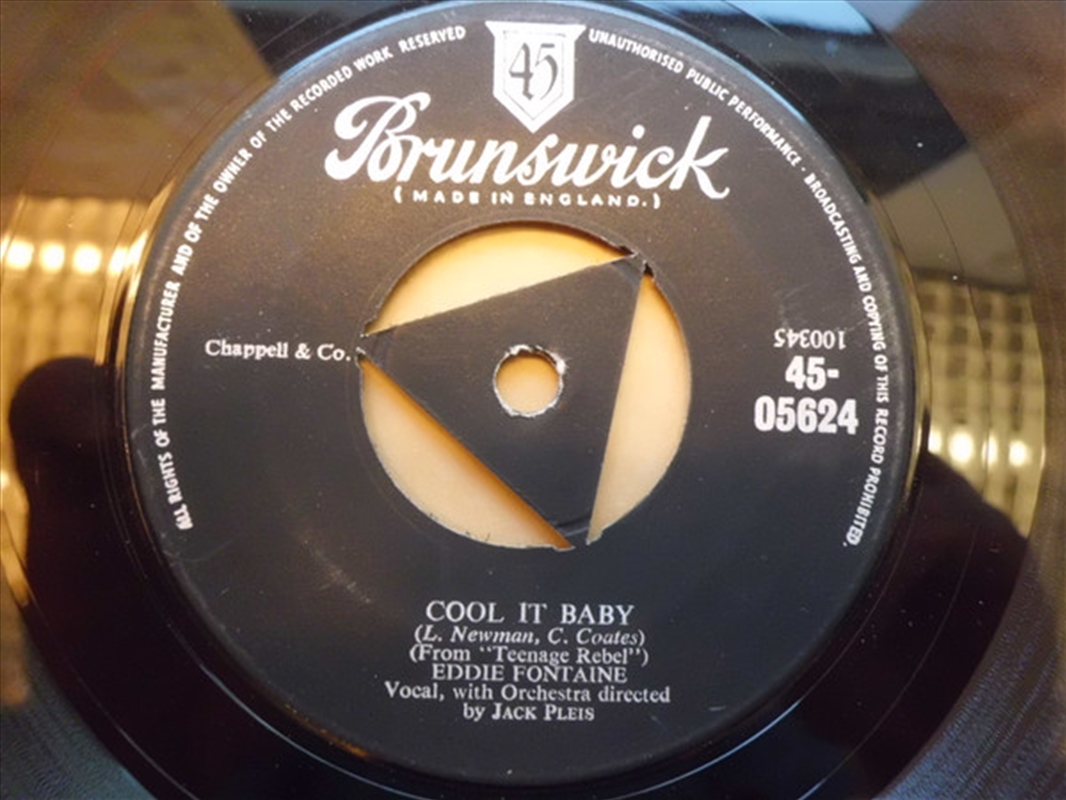 ALL RIGHTS OF THE MANUFACTURER AND OF THE OWNER OF THE RECORDED WORK RESERVED
UNAUTHORISED PUBLIC PERFORMANCE · BROADCASTING AND COPYING OF THIS RECORD PROHIBITED.
45
Brunswick
( MADE IN ENGLAND. )
Chappell & Co.
100345
45-
05624
COOL IT BABY
(L. Newman, C. Coates)
(From "Teenage Rebel")
EDDIE FONTAINE
Vocal, with Orchestra directed
by JACK PLEIS